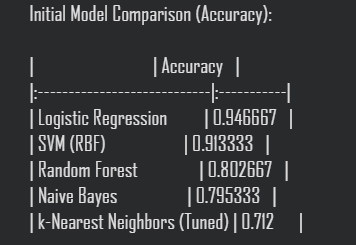 Initial Model Comparison (Accuracy):
| | Accuracy |
|:-----------------------------|:-----------|
| Logistic Regression | 0.946667 |
| SVM (RBF) | 0.913333 |
| Random Forest | 0.802667 |
| Naive Bayes | 0.795333 |
| k-Nearest Neighbors (Tuned) | 0.712 |